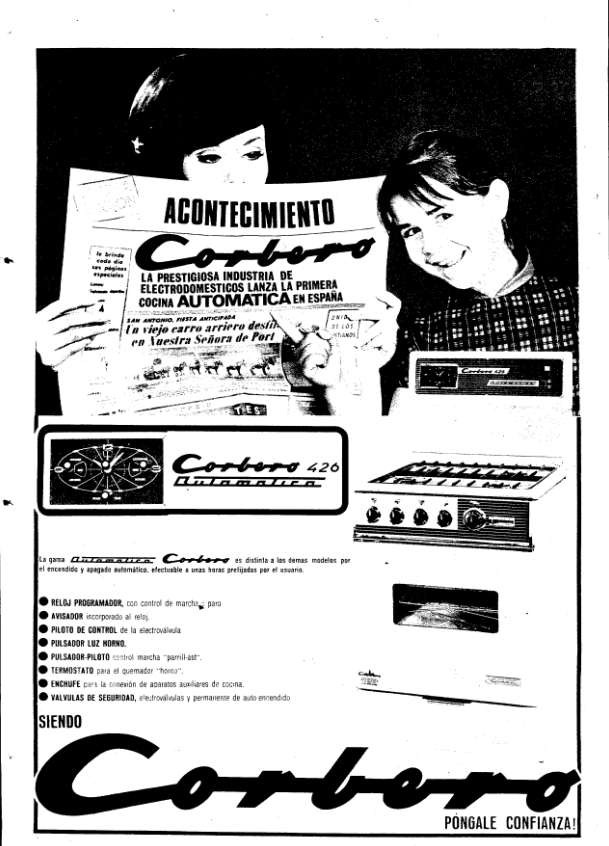 ACONTECIMIENTO
Corbero
LA PRESTIGIOSA INDUSTRIA DE
ELECTRODOMESTICOS LANZA LA PRIMERA
COCINA AUTOMATICA EN ESPAÑA
le brinda
cada día
sus páginas
especiales
SAN ANTONIO, FIESTA ANTICIPADA
Un viejo carro arriero destin
en Nuestra Señora de Port
DE LOS
Corbero 426
Corbero 426
Automatica
La gama Automatica Corbero es distinta a los demas modelos por
el encendido y apagado automático, efectuable a unas horas prefijadas por el usuario.
● RELOJ PROGRAMADOR, con control de marcha y paro
● AVISADOR incorporado al reloj.
● PILOTO DE CONTROL de la electroválvula
● PULSADOR LUZ HORNO.
● PULSADOR-PILOTO control marcha "parrill-ast".
● TERMOSTATO para el quemador "horno".
● ENCHUFE para la conexión de aparatos auxiliares de cocina.
● VALVULAS DE SEGURIDAD, electroválvulas y permanente de auto-encendido
SIENDO
Corbero
PONGALE CONFIANZA!